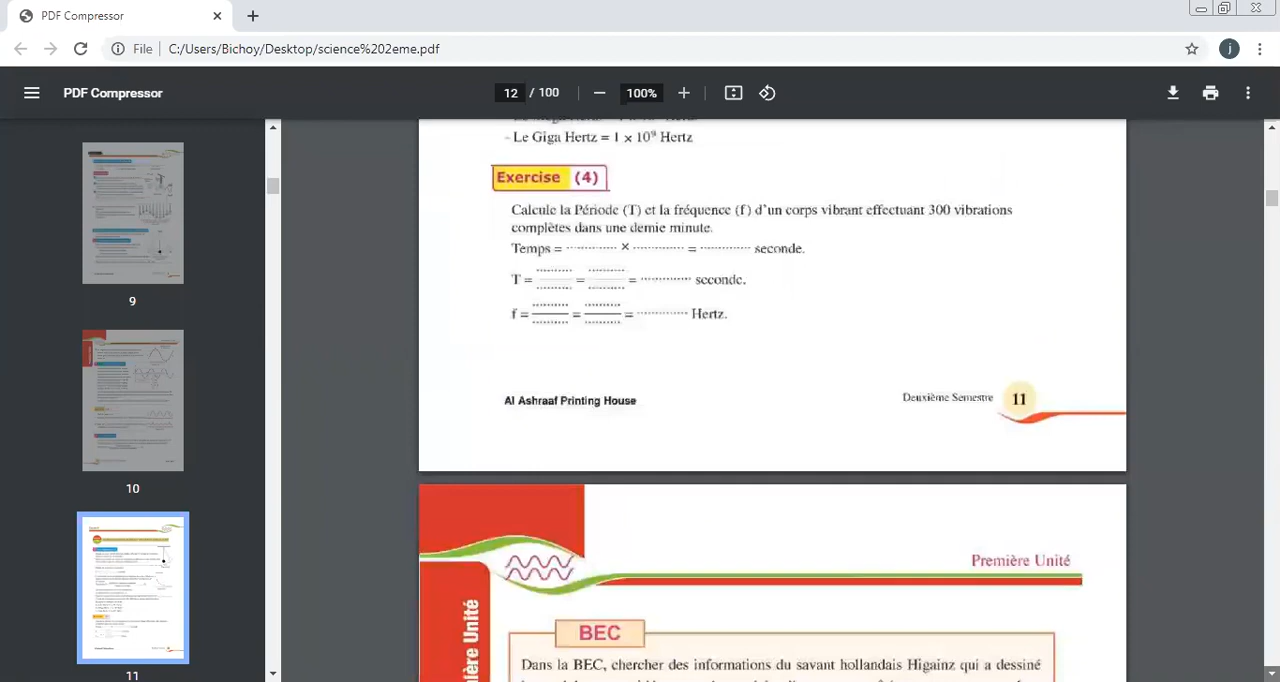 PDF Compressor
File
C:/Users/Bichoy/Desktop/science%202eme.pdf
j
PDF Compressor
12 / 100
100%
- Le Giga Hertz = 1 x 10⁹ Hertz
Exercise (4)
Calcule la Période (T) et la fréquence (f) d'un corps vibrant effectuant 300 vibrations
complètes dans une demie minute.
Temps = ............ × ............ = ............ seconde.
T = .......... = .......... = ............ seconde.
f = .......... = .......... = ............ Hertz.
Al Ashraaf Printing House
Deuxième Semestre 11
Première Unité
BEC
Dans la BEC, chercher des informations du savant hollandais Higainz qui a dessiné
9
10
11